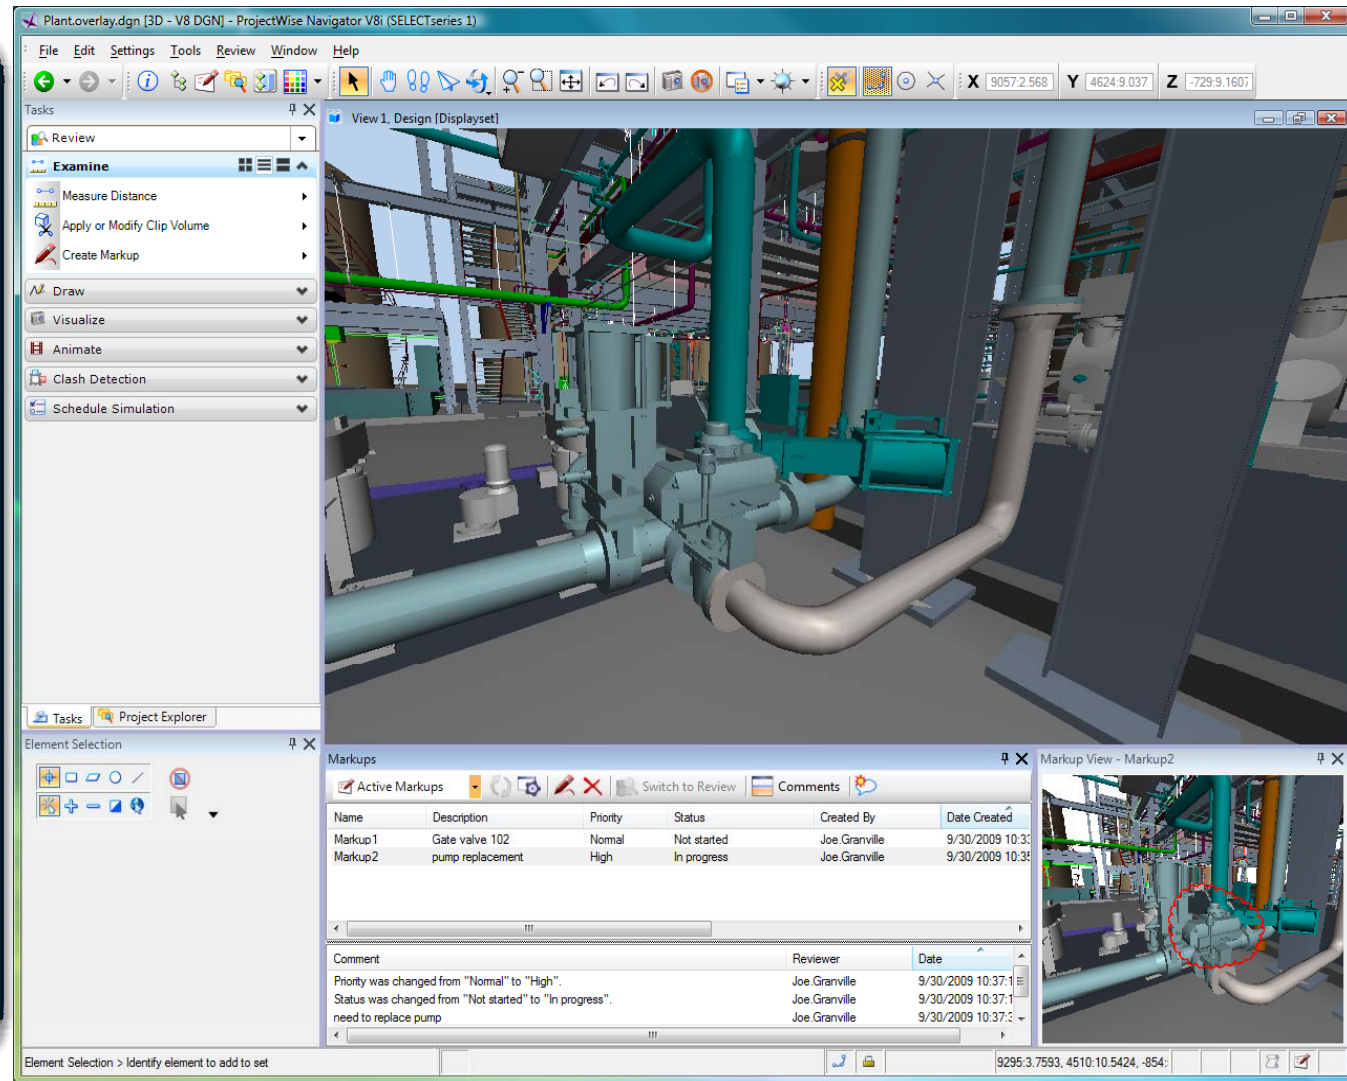 Plant.overlay.dgn [3D - V8 DGN] - ProjectWise Navigator V8i (SELECTseries 1)
File Edit Settings Tools Review Window Help
X 9057:2.568 Y 4624:9.037 Z -729:9.1607
Tasks
View 1, Design [Displayset]
Review
Examine
Measure Distance
Apply or Modify Clip Volume
Create Markup
Draw
Visualize
Animate
Clash Detection
Schedule Simulation
Tasks Project Explorer
Element Selection
Markups
Active Markups Switch to Review Comments
Name Description Priority Status Created By Date Created
Markup1 Gate valve 102 Normal Not started Joe.Granville 9/30/2009 10:33
Markup2 pump replacement High In progress Joe.Granville 9/30/2009 10:35
Comment Reviewer Date
Priority was changed from "Normal" to "High". Joe.Granville 9/30/2009 10:37:1
Status was changed from "Not started" to "In progress". Joe.Granville 9/30/2009 10:37:1
need to replace pump Joe.Granville 9/30/2009 10:37:3
Markup View - Markup2
Element Selection > Identify element to add to set
9295:3.7593, 4510:10.5424, -854: